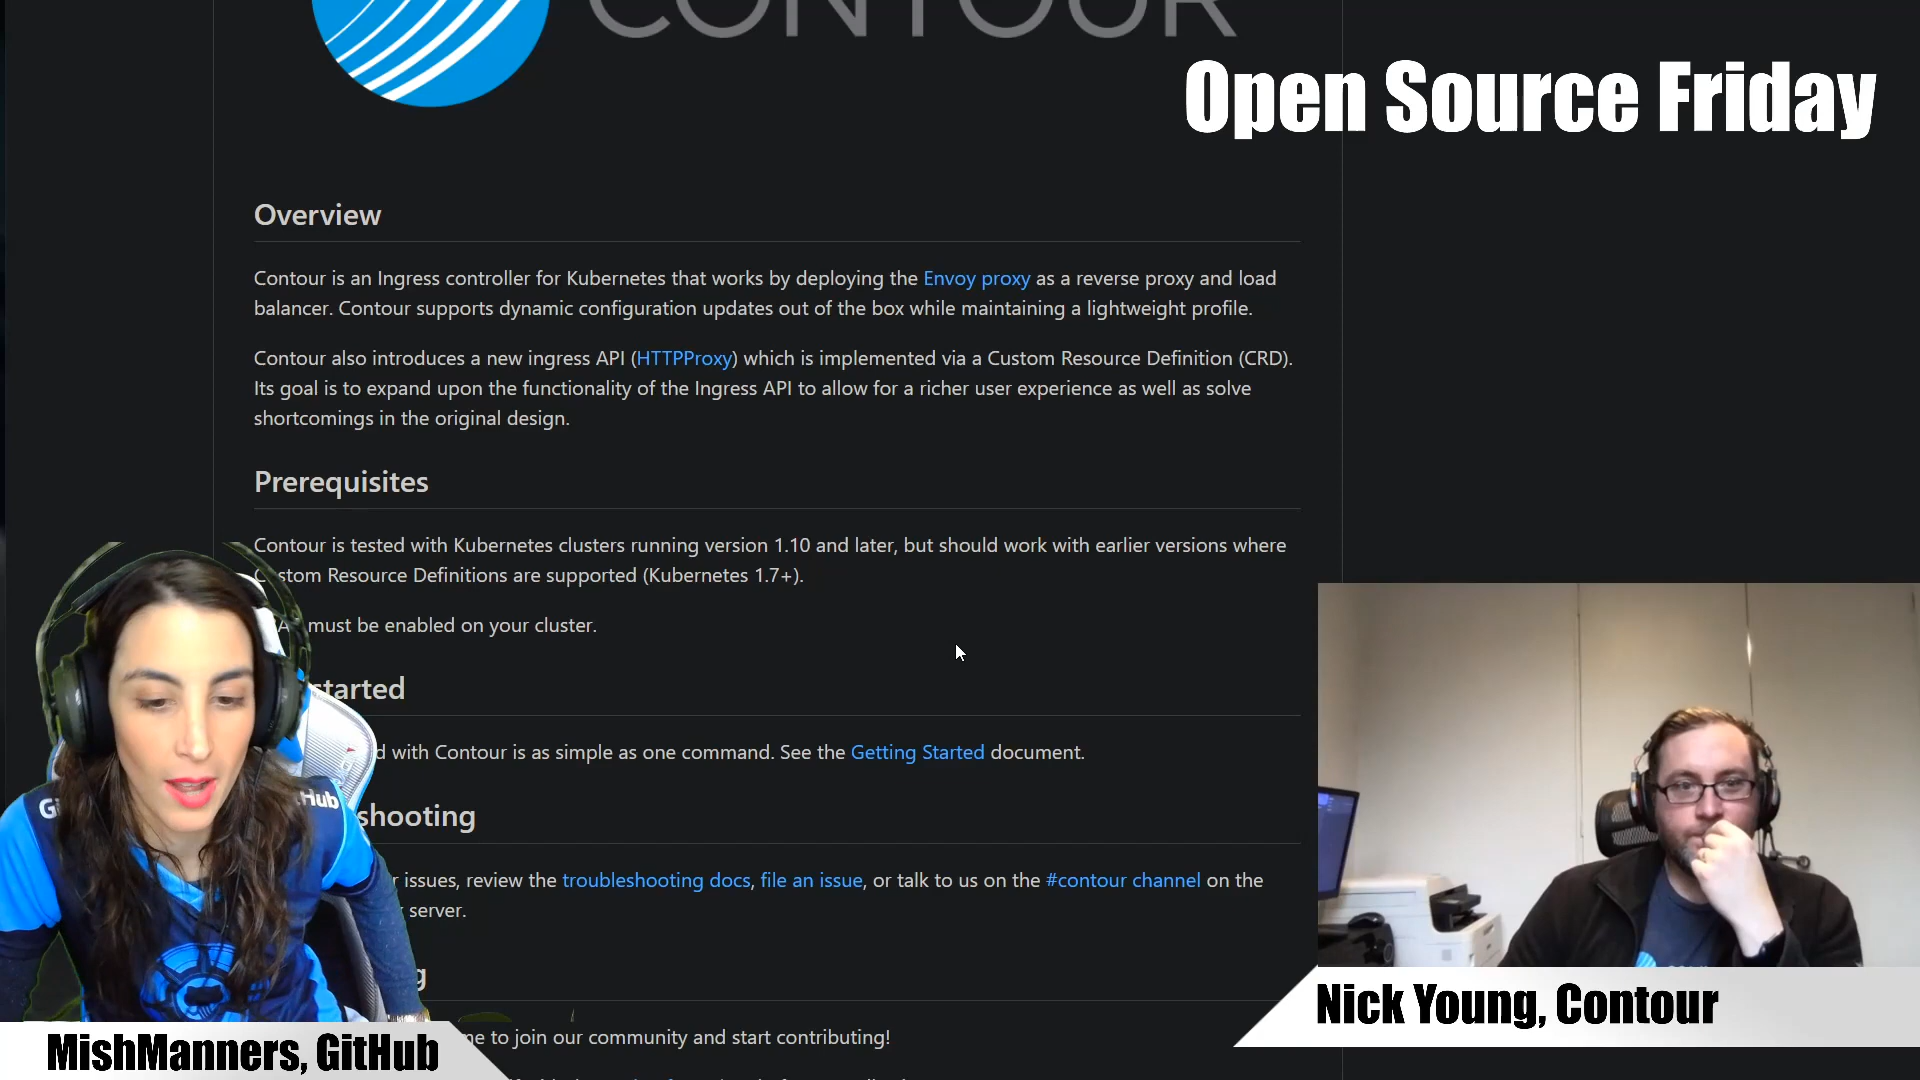 CONTOUR
Open Source Friday
Overview
Contour is an Ingress controller for Kubernetes that works by deploying the Envoy proxy as a reverse proxy and load
balancer. Contour supports dynamic configuration updates out of the box while maintaining a lightweight profile.
Contour also introduces a new ingress API (HTTPProxy) which is implemented via a Custom Resource Definition (CRD).
Its goal is to expand upon the functionality of the Ingress API to allow for a richer user experience as well as solve
shortcomings in the original design.
Prerequisites
Contour is tested with Kubernetes clusters running version 1.10 and later, but should work with earlier versions where
Custom Resource Definitions are supported (Kubernetes 1.7+).
must be enabled on your cluster.
started
with Contour is as simple as one command. See the Getting Started document.
shooting
issues, review the troubleshooting docs, file an issue, or talk to us on the #contour channel on the
server.
to join our community and start contributing!
Nick Young, Contour
MishManners, GitHub